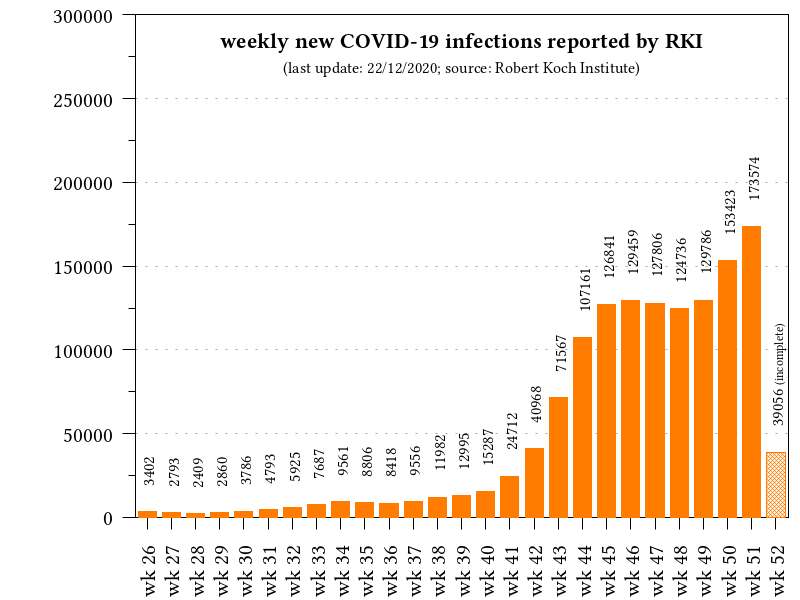 weekly new COVID-19 infections reported by RKI
(last update: 22/12/2020; source: Robert Koch Institute)
300000
250000
200000
150000
100000
50000
0
3402
2793
2409
2860
3786
4793
5925
7687
9561
8806
8418
9556
11982
12995
15287
24712
40968
71567
107161
126841
129459
127806
124736
129786
153423
173574
39056 (incomplete)
wk 26
wk 27
wk 28
wk 29
wk 30
wk 31
wk 32
wk 33
wk 34
wk 35
wk 36
wk 37
wk 38
wk 39
wk 40
wk 41
wk 42
wk 43
wk 44
wk 45
wk 46
wk 47
wk 48
wk 49
wk 50
wk 51
wk 52